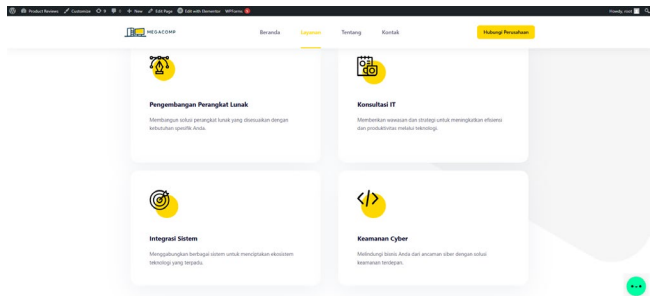 Product Reviews Customize 9 1 New Edit Page Edit with Elementor WPForms Howdy, root
MEGACOMP
Beranda Layanan Tentang Kontak Hubungi Perusahaan
Pengembangan Perangkat Lunak
Membangun solusi perangkat lunak yang disesuaikan dengan
kebutuhan spesifik Anda.
Konsultasi IT
Memberikan wawasan dan strategi untuk meningkatkan efisiensi
dan produktivitas melalui teknologi.
Integrasi Sistem
Menggabungkan berbagai sistem untuk menciptakan ekosistem
teknologi yang terpadu.
Keamanan Cyber
Melindungi bisnis Anda dari ancaman siber dengan solusi
keamanan terdepan.